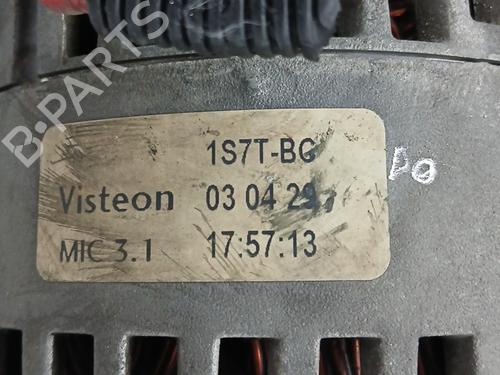 B-PARTS
1S7T-BG
Visteon 03 04 29
MIC 3.1 17:57:13